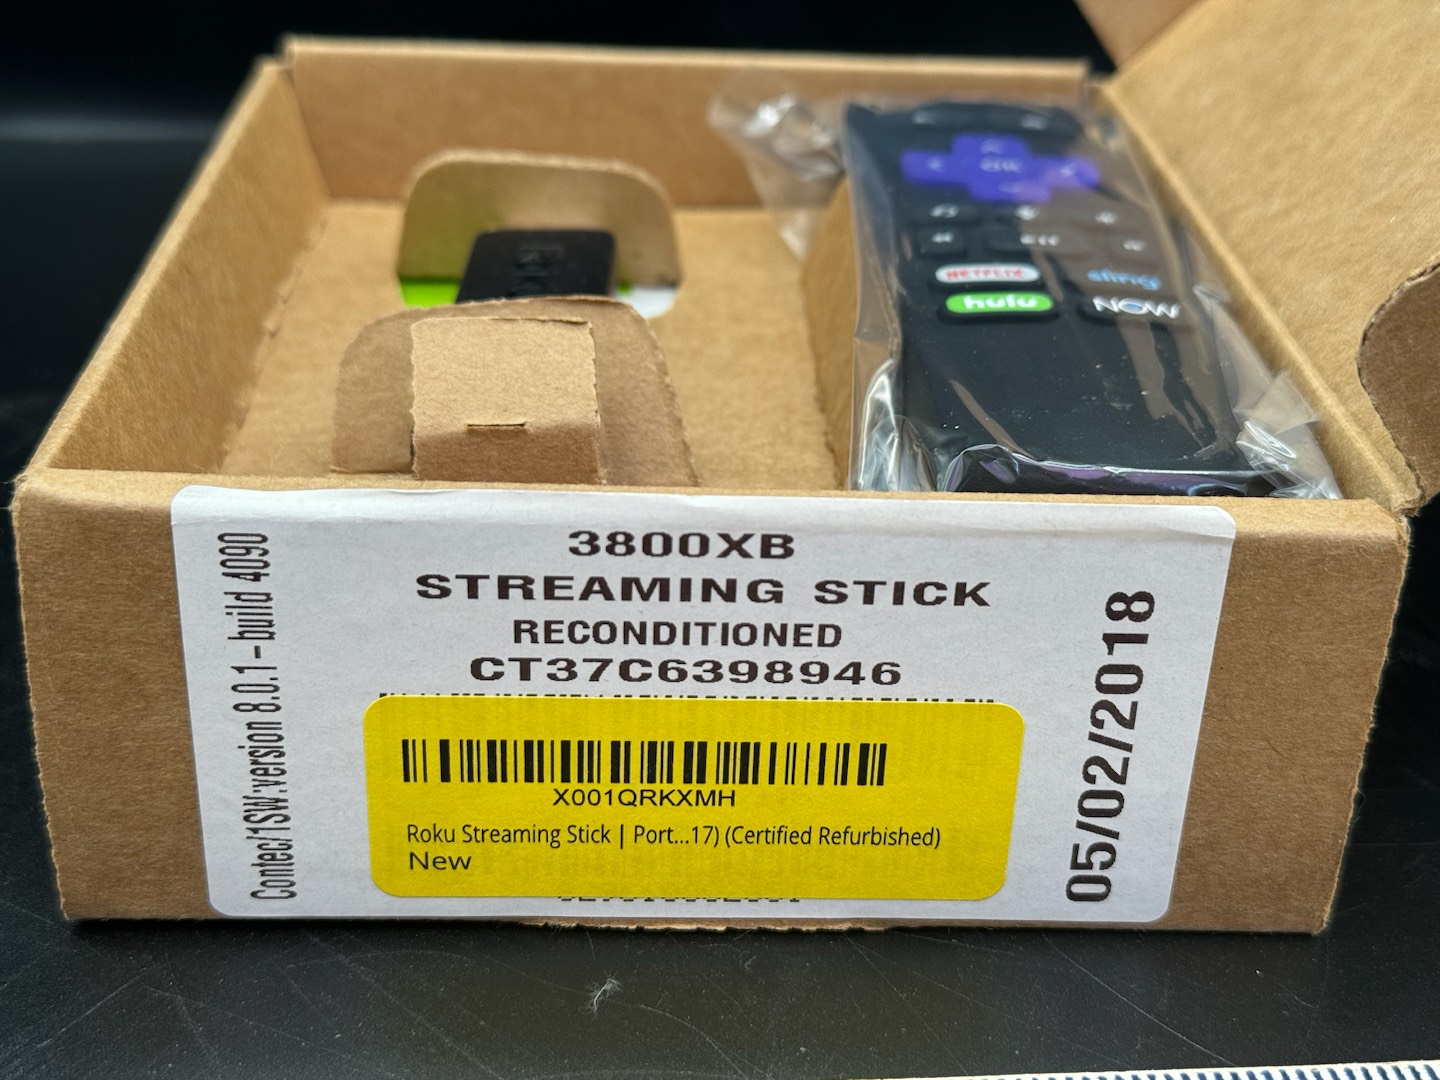 OK
NETFLIX
sling
hulu
NOW
3800XB
STREAMING STICK
RECONDITIONED
CT37C6398946
Contec/1SW:version 8.0.1 – build 4090
05/02/2018
X001QRKXMH
Roku Streaming Stick | Port...17) (Certified Refurbished)
New